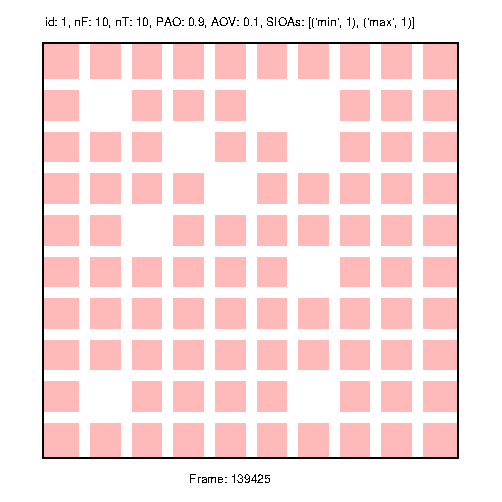 id: 1, nF: 10, nT: 10, PAO: 0.9, AOV: 0.1, SIOAs: [('min', 1), ('max', 1)]
Frame: 139425